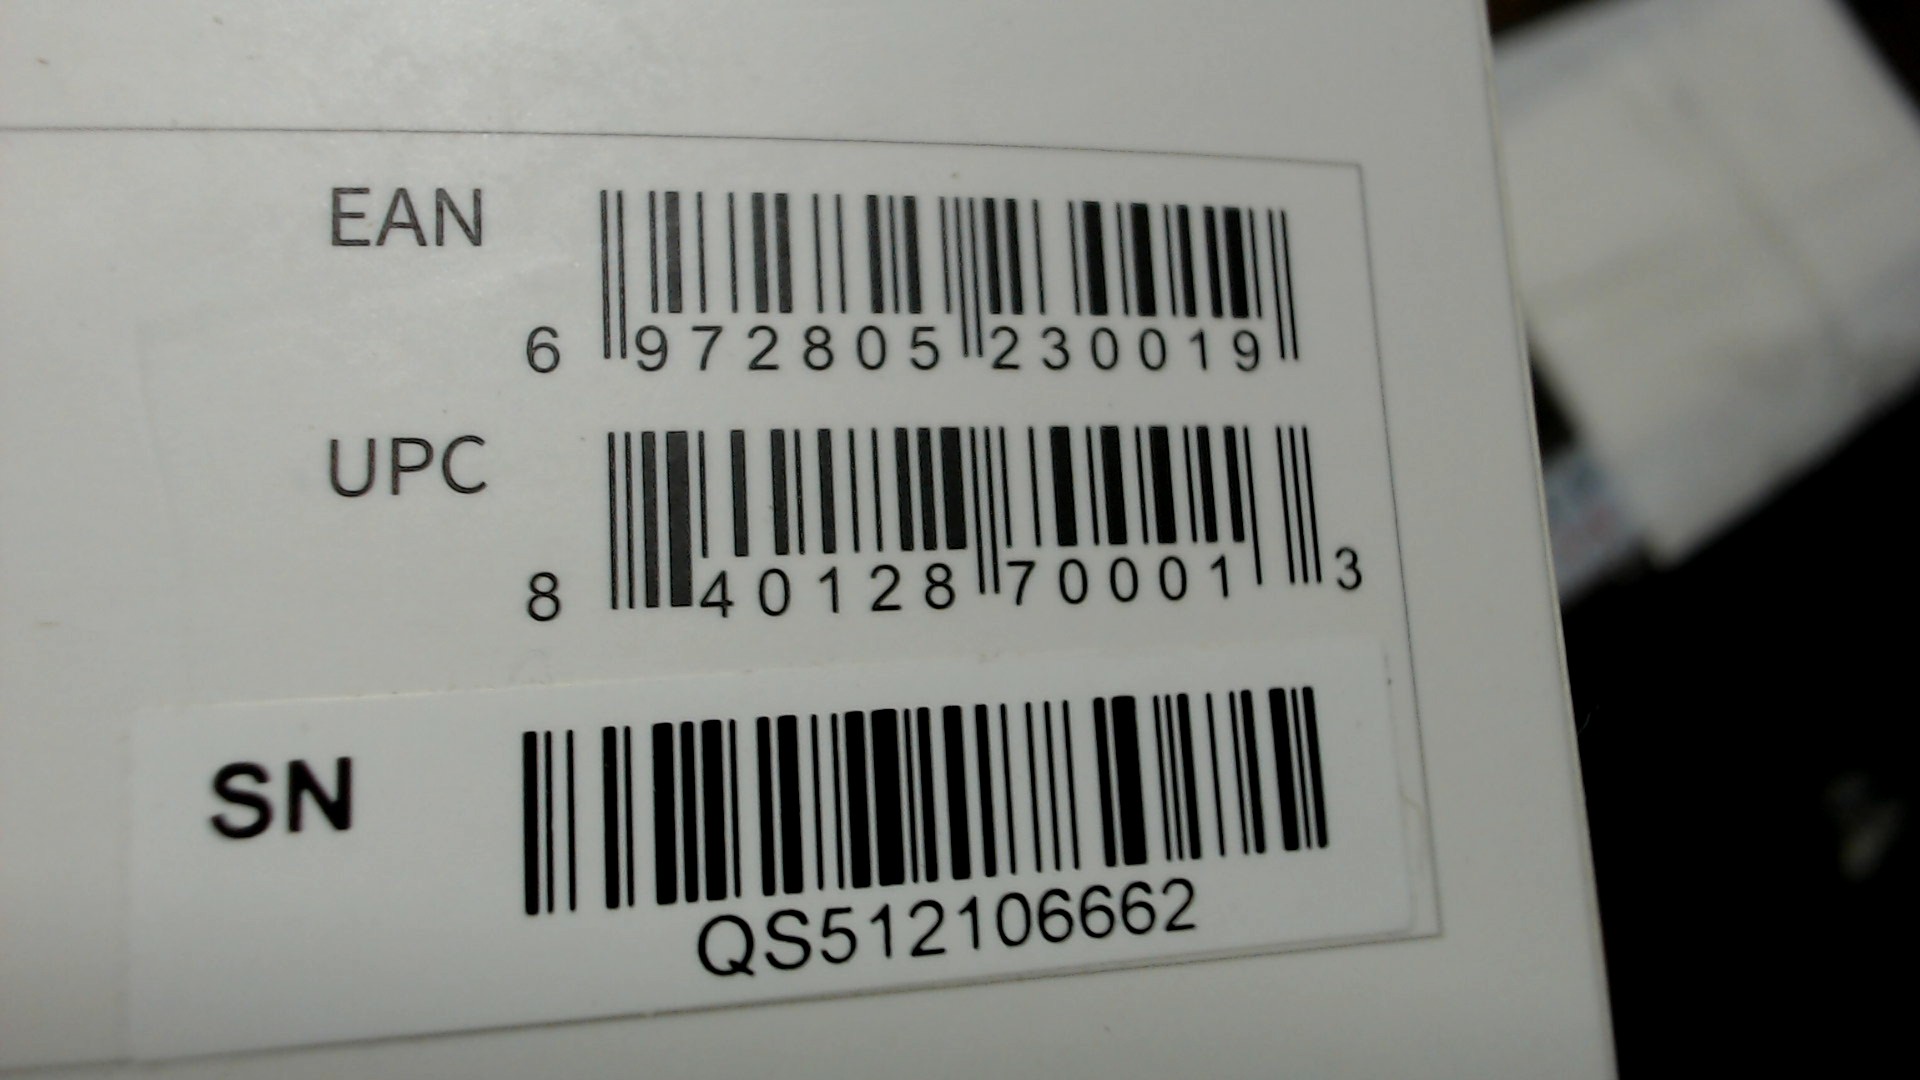 EAN
6 972805 230019
UPC
8 40128 70001 3
SN
QS512106662